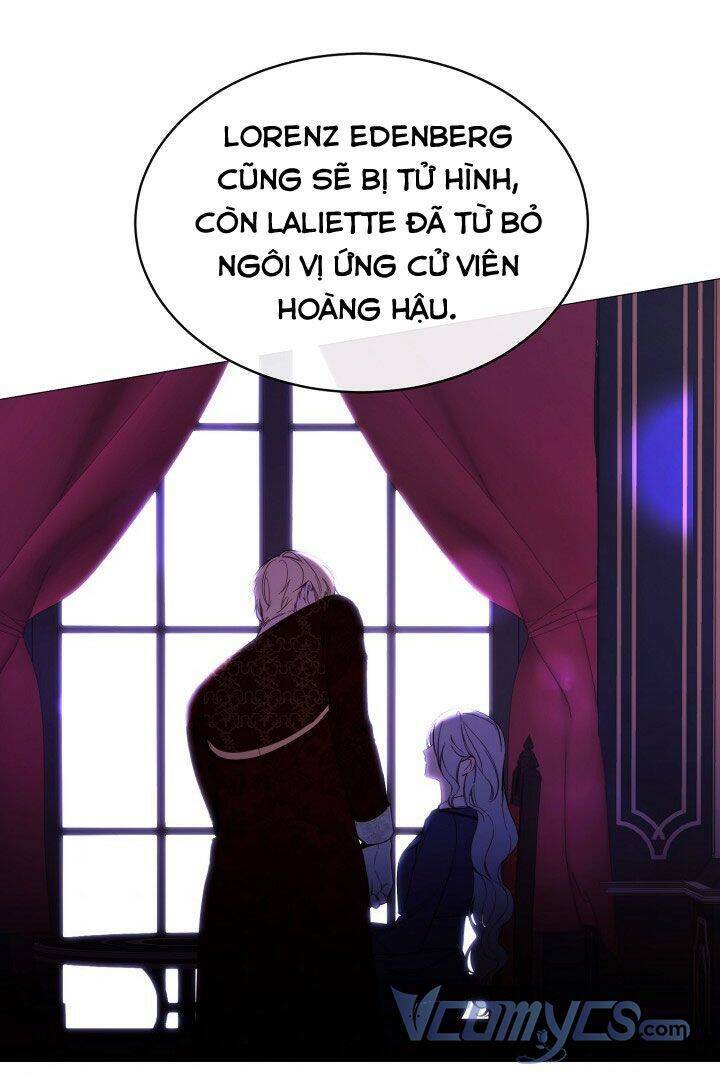 LORENZ EDENBERG
CŨNG SẼ BỊ TỬ HÌNH,
CÒN LALIETTE ĐÃ TỪ BỎ
NGÔI VỊ ỨNG CỬ VIÊN
HOÀNG HẬU.
VCOMYCS.com